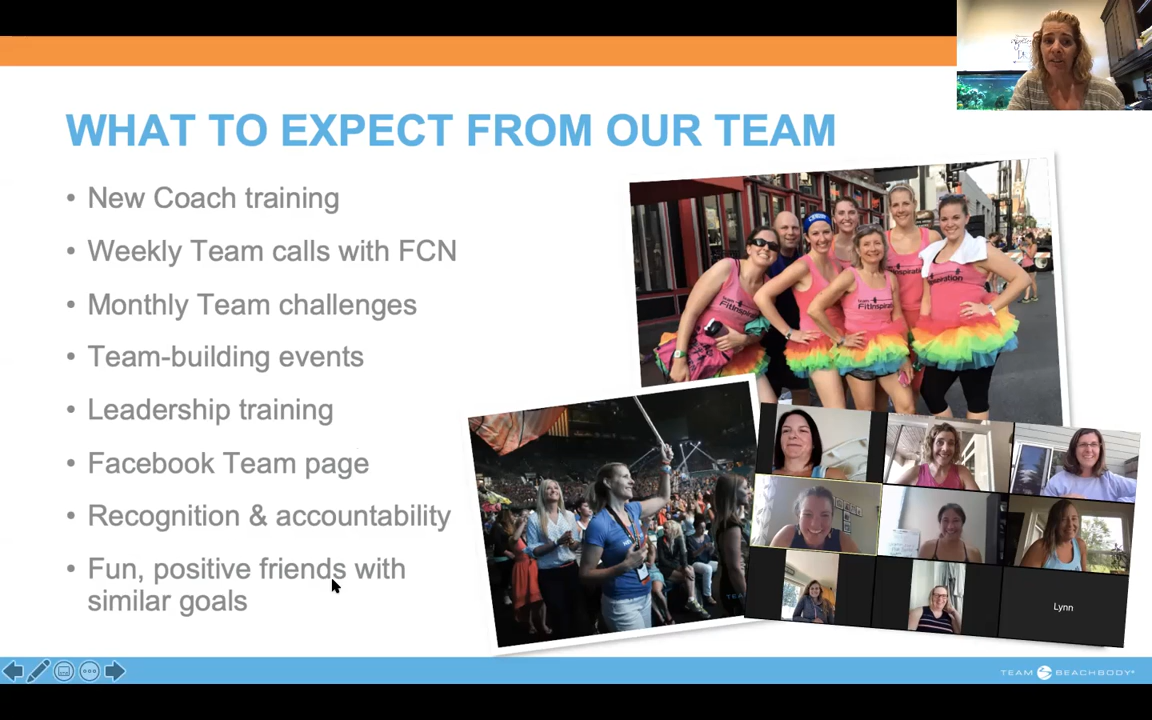 WHAT TO EXPECT FROM OUR TEAM
• New Coach training
• Weekly Team calls with FCN
• Monthly Team challenges
• Team-building events
• Leadership training
• Facebook Team page
• Recognition & accountability
• Fun, positive friends with
similar goals
Lynn
TEAM BEACHBODY